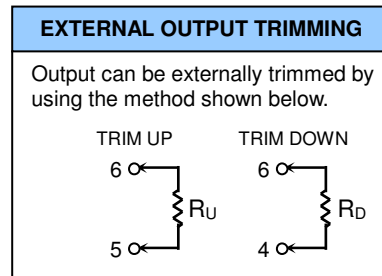 EXTERNAL OUTPUT TRIMMING
Output can be externally trimmed by
using the method shown below.
TRIM UP TRIM DOWN
6 6
RU RD
5 4